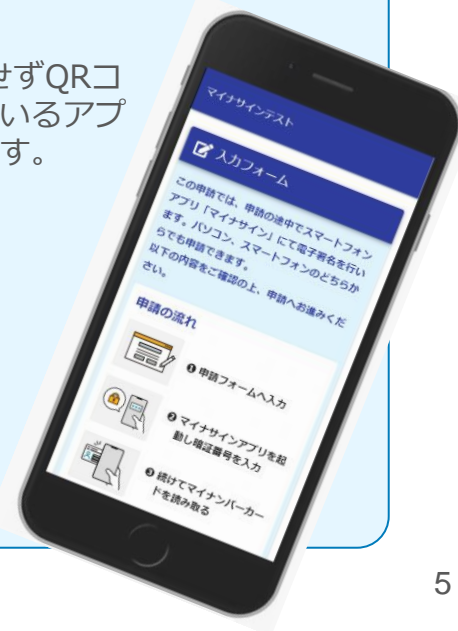 せずQRコ
いるアプ
す。
マイナサインテスト
入力フォーム
この申請では、申請の途中でスマートフォン
アプリ「マイナサイン」にて電子署名を行い
ます。パソコン、スマートフォンのどちらか
らでも申請できます。
以下の内容をご確認の上、申請へお進みくだ
さい。
申請の流れ
❶ 申請フォームへ入力
❷ マイナサインアプリを起
動し暗証番号を入力
❸ 続けてマイナンバーカー
ドを読み取る
5